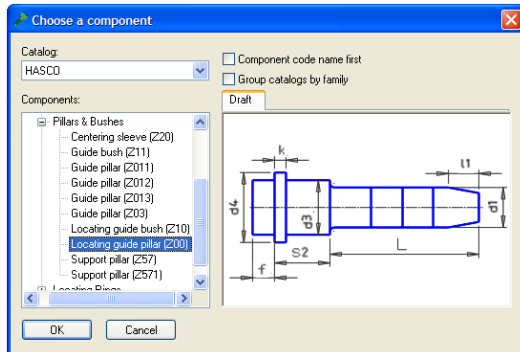 Choose a component
Catalog:
HASCO
Component code name first
Group catalogs by family
Components:
Draft
Pillars & Bushes
Centering sleeve (Z20)
Guide bush (Z11)
Guide pillar (Z011)
Guide pillar (Z012)
Guide pillar (Z013)
Guide pillar (Z03)
Locating guide bush (Z10)
Locating guide pillar (Z00)
Support pillar (Z57)
Support pillar (Z571)
Locating Rings
k
l1
d4
d3
d1
S2
L
f
OK
Cancel